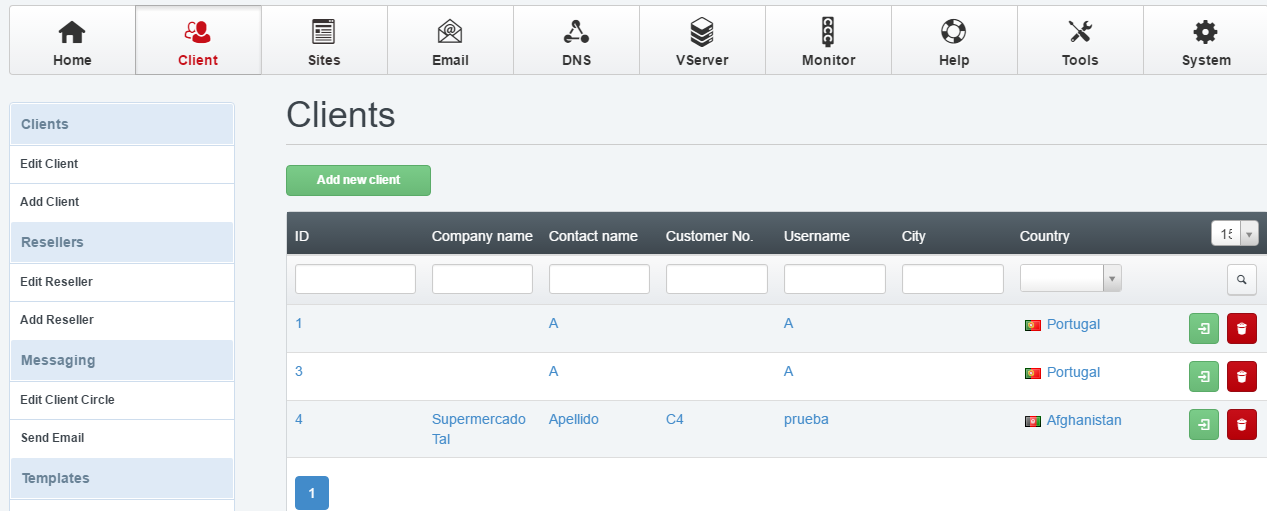 Home Client Sites Email DNS VServer Monitor Help Tools System
Clients
Edit Client
Add Client
Resellers
Edit Reseller
Add Reseller
Messaging
Edit Client Circle
Send Email
Templates
Clients
Add new client
ID Company name Contact name Customer No. Username City Country 15
1 A A Portugal
3 A A Portugal
4 Supermercado Apellido C4 prueba Afghanistan
Tal
1